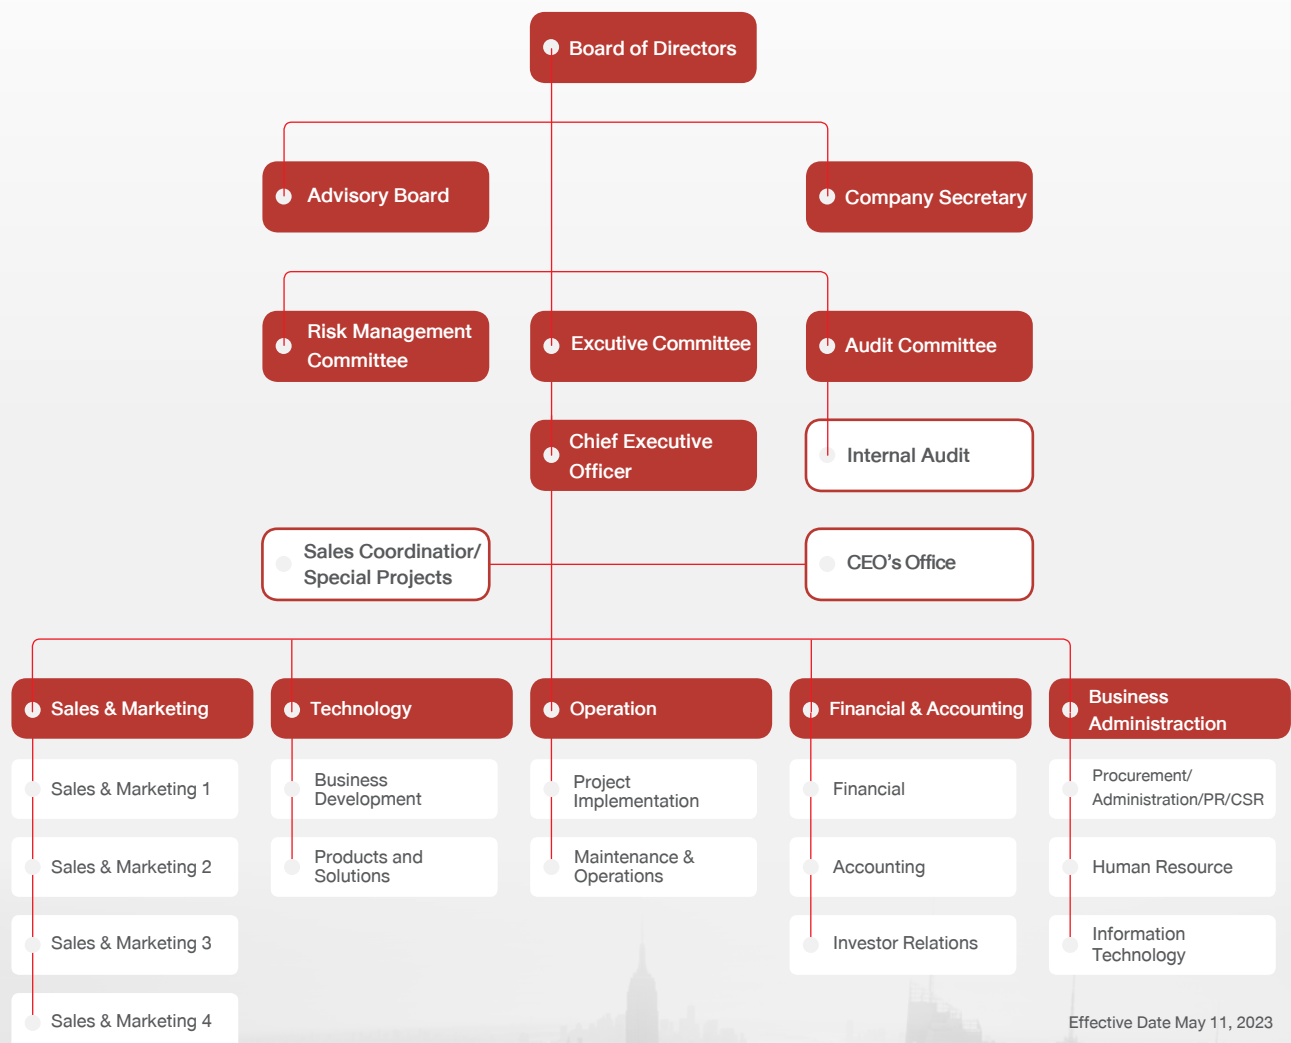 Board of Directors
Advisory Board
Company Secretary
Risk Management
Committee
Excutive Committee
Audit Committee
Chief Executive
Officer
Internal Audit
Sales Coordinatior/
Special Projects
CEO's Office
Sales & Marketing
Technology
Operation
Financial & Accounting
Business
Administraction
Sales & Marketing 1
Business
Development
Project
Implementation
Financial
Procurement/
Administration/PR/CSR
Sales & Marketing 2
Products and
Solutions
Maintenance &
Operations
Accounting
Human Resource
Sales & Marketing 3
Investor Relations
Information
Technology
Sales & Marketing 4
Effective Date May 11, 2023